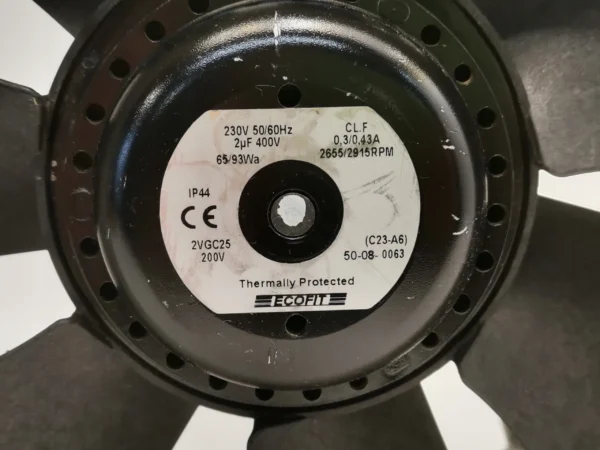 230V 50/60Hz
2µF 400V
65/93Wa
CL.F
0,3/0,43A
2655/2915RPM
IP44
CE
2VGC25
200V
(C23-A6)
50-08- 0063
Thermally Protected
ECOFIT